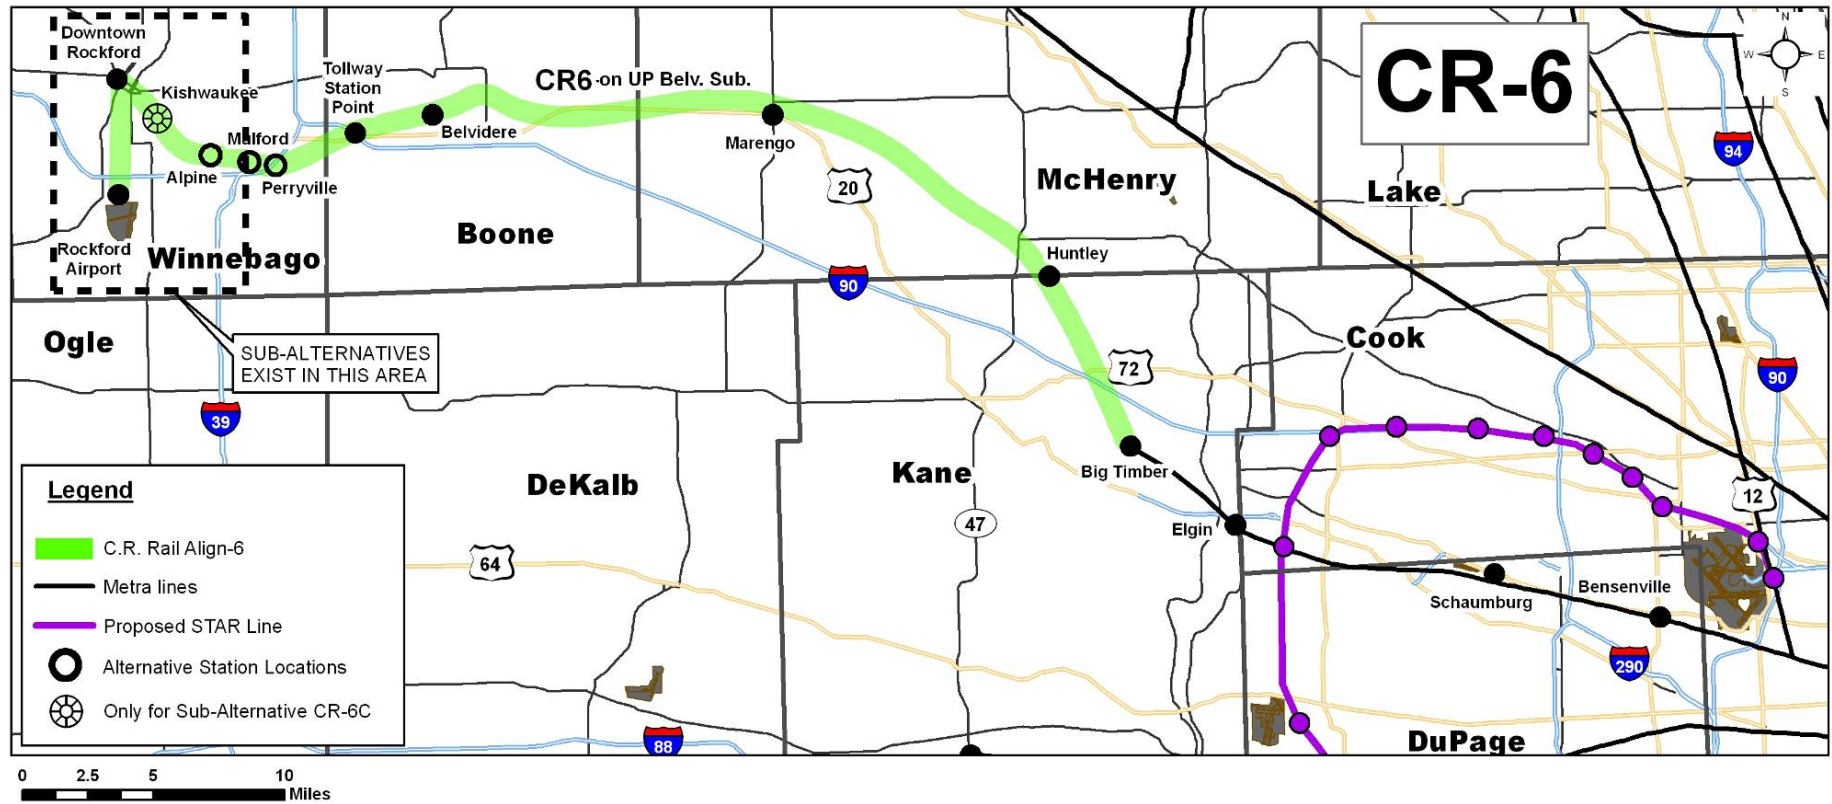 Downtown
Rockford
Kishwaukee
Tollway
Station
Point
CR6 -on UP Belv. Sub.
CR-6
N
W
E
S
Mulford
Alpine
Perryville
Belvidere
Marengo
94
20
McHenry
Lake
Rockford
Airport
Winnebago
Boone
Huntley
90
Ogle
SUB-ALTERNATIVES
EXIST IN THIS AREA
Cook
72
90
39
DeKalb
Kane
Big Timber
12
47
Elgin
64
Schaumburg
Bensenville
290
88
DuPage
Legend
C.R. Rail Align-6
Metra lines
Proposed STAR Line
Alternative Station Locations
Only for Sub-Alternative CR-6C
0 2.5 5 10
Miles